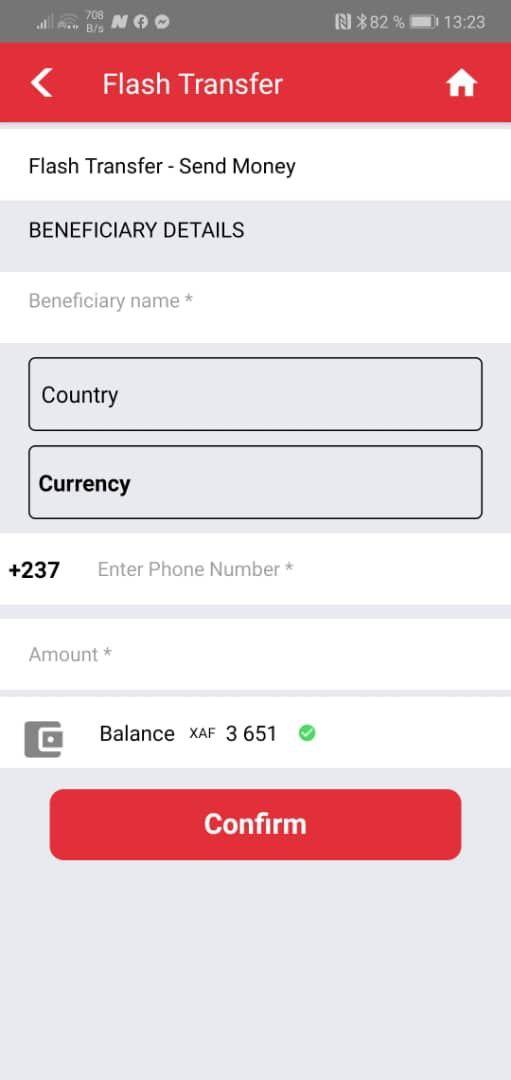 708
B/s
82 %
13:23
Flash Transfer
Flash Transfer - Send Money
BENEFICIARY DETAILS
Beneficiary name *
Country
Currency
+237 Enter Phone Number *
Amount *
Balance XAF 3 651
Confirm